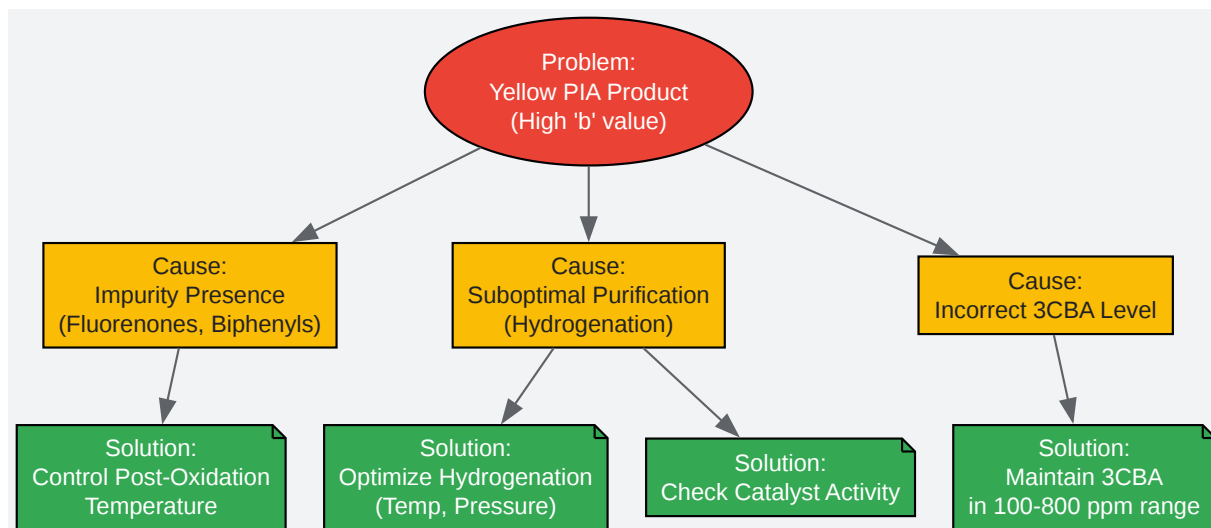 Problem:
Yellow PIA Product
(High 'b' value)
Cause:
Impurity Presence
(Fluorenones, Biphenyls)
Cause:
Suboptimal Purification
(Hydrogenation)
Cause:
Incorrect 3CBA Level
Solution:
Control Post-Oxidation
Temperature
Solution:
Optimize Hydrogenation
(Temp, Pressure)
Solution:
Check Catalyst Activity
Solution:
Maintain 3CBA
in 100-800 ppm range